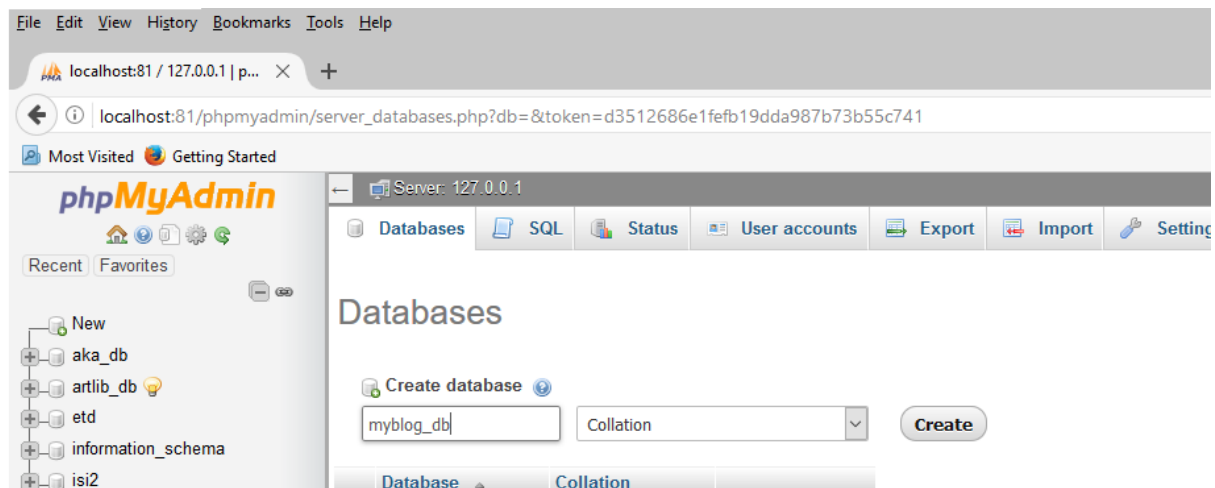 File Edit View History Bookmarks Tools Help
PMA localhost:81 / 127.0.0.1 | p...
localhost:81/phpmyadmin/server_databases.php?db=&token=d3512686e1fefb19dda987b73b55c741
Most Visited Getting Started
phpMyAdmin
Recent Favorites
New
aka_db
artlib_db
etd
information_schema
isi2
Server: 127.0.0.1
Databases SQL Status User accounts Export Import Setting
Databases
Create database
myblog_db Collation Create
Database Collation